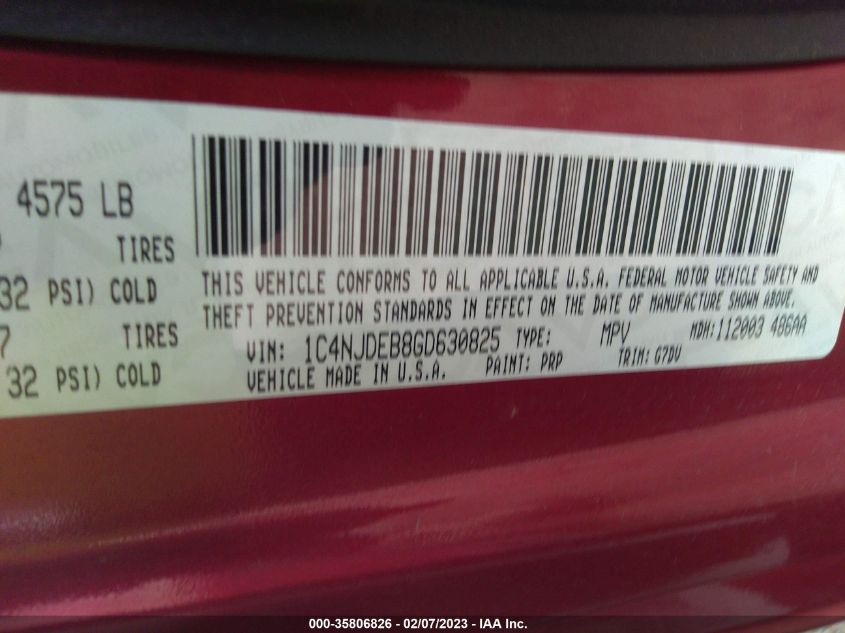 4575 LB
TIRES
32 PSI) COLD
7 TIRES
32 PSI) COLD
THIS VEHICLE CONFORMS TO ALL APPLICABLE U.S.A. FEDERAL MOTOR VEHICLE SAFETY AND
THEFT PREVENTION STANDARDS IN EFFECT ON THE DATE OF MANUFACTURE SHOWN ABOVE.
VIN: 1C4NJDEB8GD630825 TYPE: MPV MDH:112003 486AA
VEHICLE MADE IN U.S.A. PAINT: PRP TRIM: G7DV
000-35806826 - 02/07/2023 - IAA Inc.